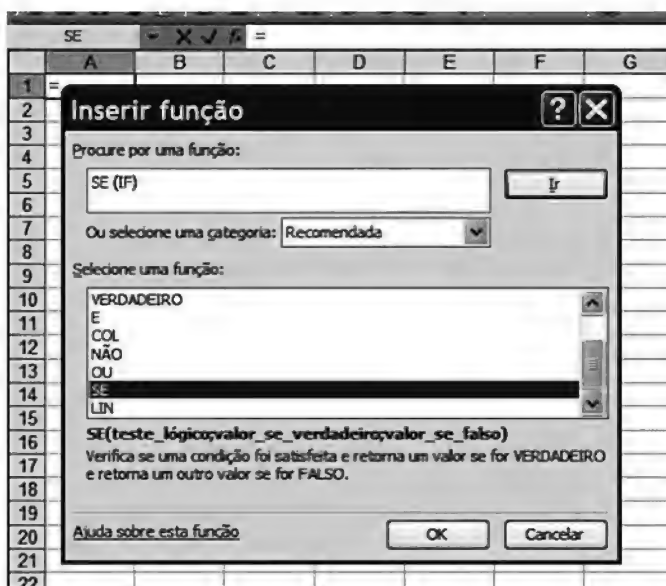 SE =
A B C D E F G
1 =
2
3
4
5
6
7
8
9
10
11
12
13
14
15
16
17
18
19
20
21
22
Inserir função ? X
Procure por uma função:
SE (IF)
Ir
Ou selecione uma categoria: Recomendada
Selecione uma função:
VERDADEIRO
E
COL
NÃO
OU
SE
LIN
SE(teste_lógico;valor_se_verdadeiro;valor_se_falso)
Verifica se uma condição foi satisfeita e retorna um valor se for VERDADEIRO
e retorna um outro valor se for FALSO.
Ajuda sobre esta função OK Cancelar